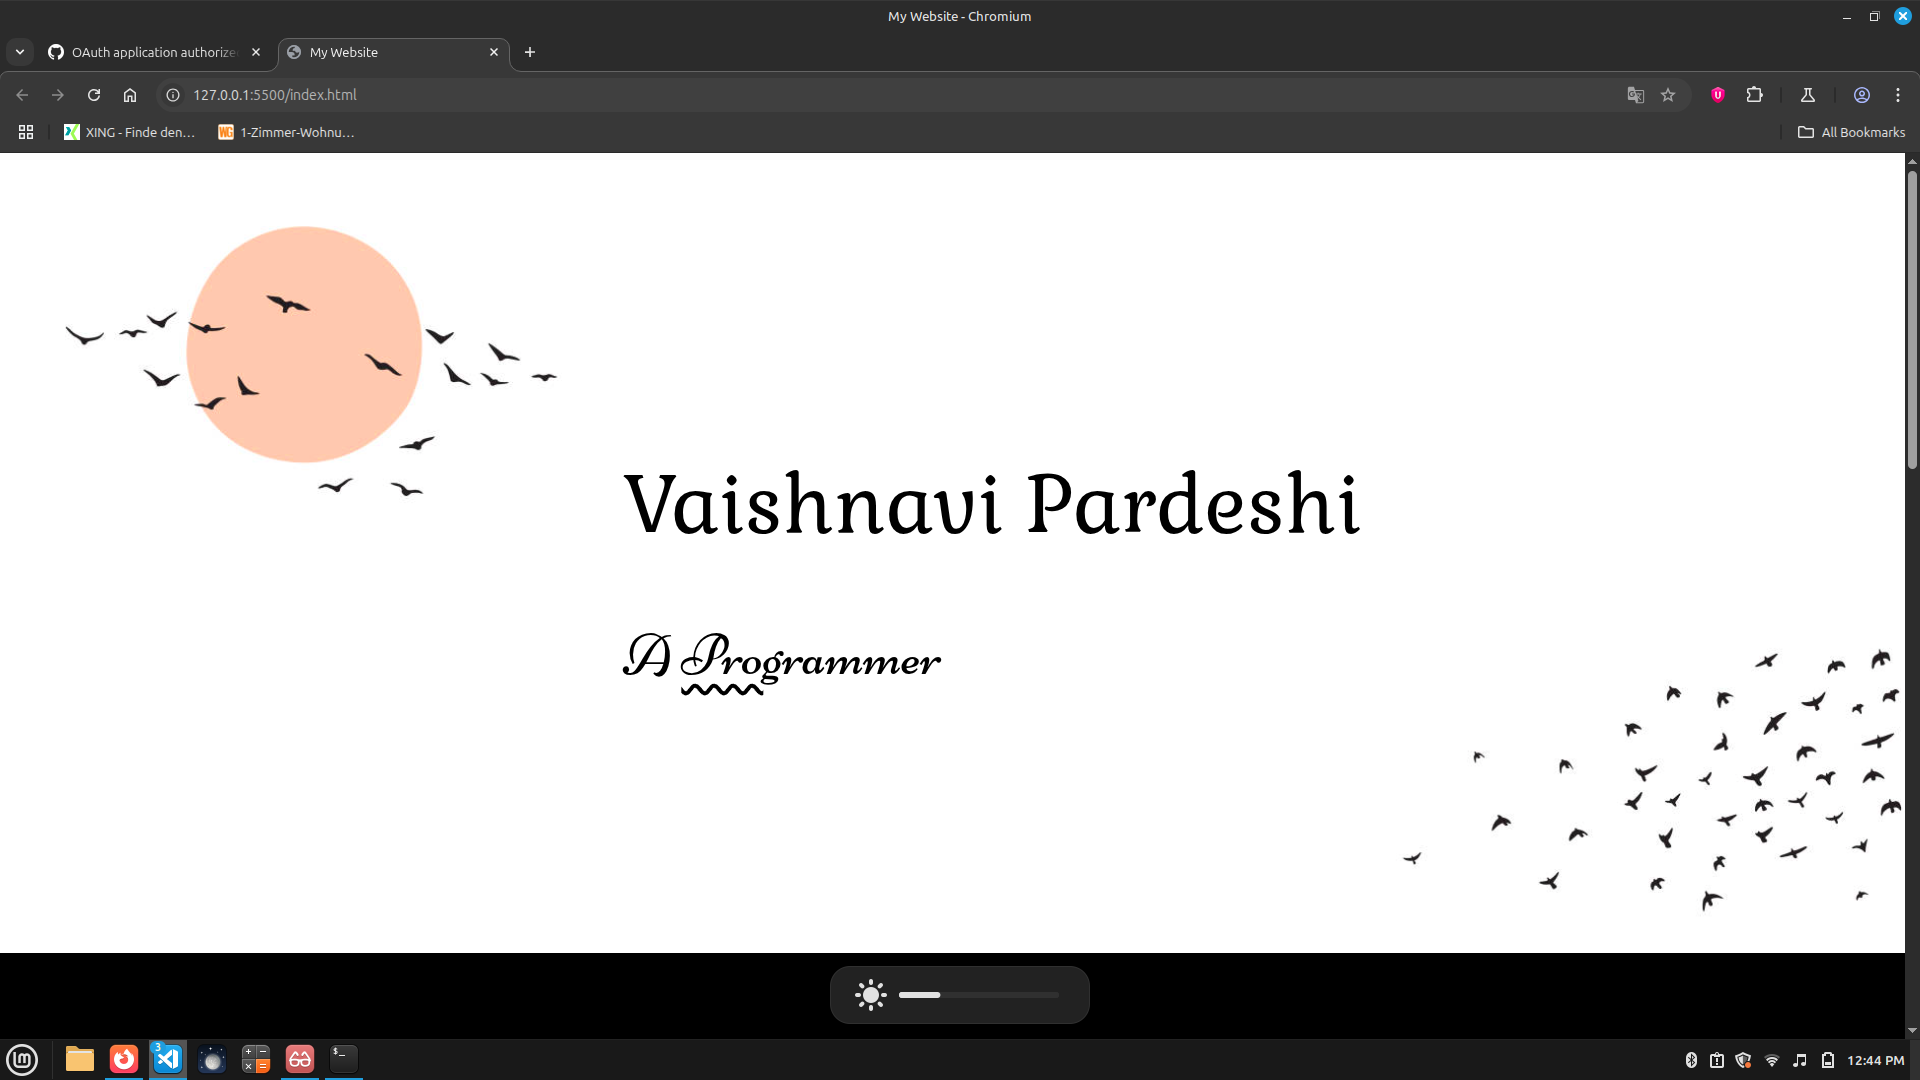 My Website - Chromium
OAuth application authorize
My Website
127.0.0.1:5500/index.html
XING - Finde den…
1-Zimmer-Wohnu…
All Bookmarks
Vaishnavi Pardeshi
A Programmer
3
12:44 PM